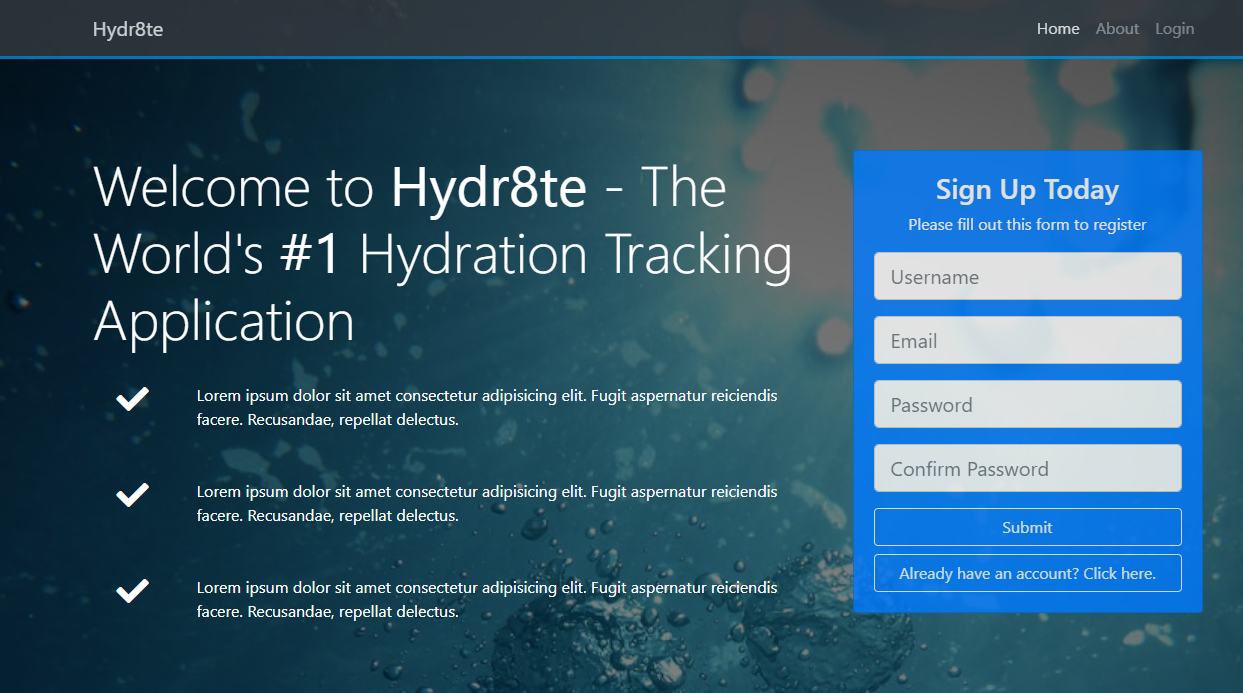 Hydr8te
Home About Login
Welcome to Hydr8te - The
World's #1 Hydration Tracking
Application
Lorem ipsum dolor sit amet consectetur adipisicing elit. Fugit aspernatur reiciendis
facere. Recusandae, repellat delectus.
Lorem ipsum dolor sit amet consectetur adipisicing elit. Fugit aspernatur reiciendis
facere. Recusandae, repellat delectus.
Lorem ipsum dolor sit amet consectetur adipisicing elit. Fugit aspernatur reiciendis
facere. Recusandae, repellat delectus.
Sign Up Today
Please fill out this form to register
Username
Email
Password
Confirm Password
Submit
Already have an account? Click here.